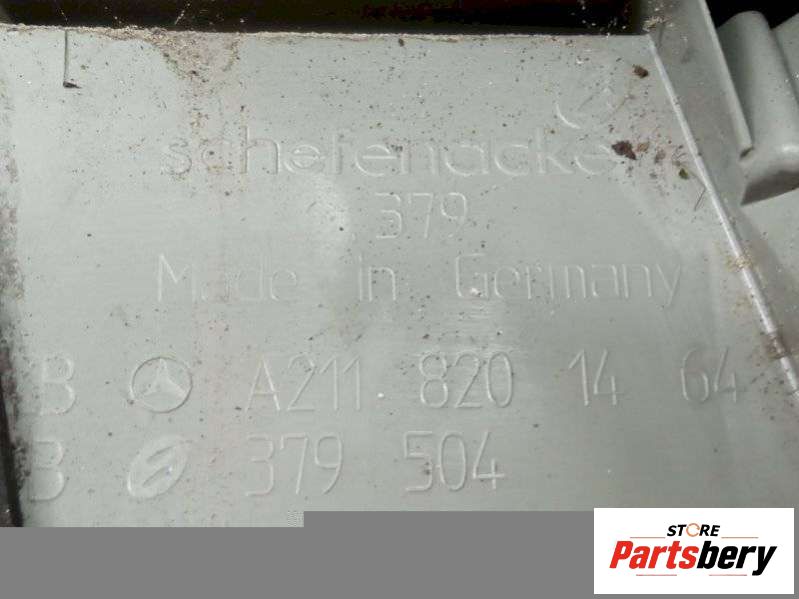 schefenacker
379
Made in Germany
B A211 820 14 64
B 379 504
STORE
Partsbery